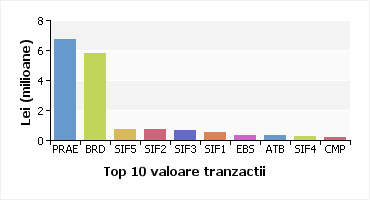 8
6
4
2
0
Lei (milioane)
PRAE BRD SIF5 SIF2 SIF3 SIF1 EBS ATB SIF4 CMP
Top 10 valoare tranzactii